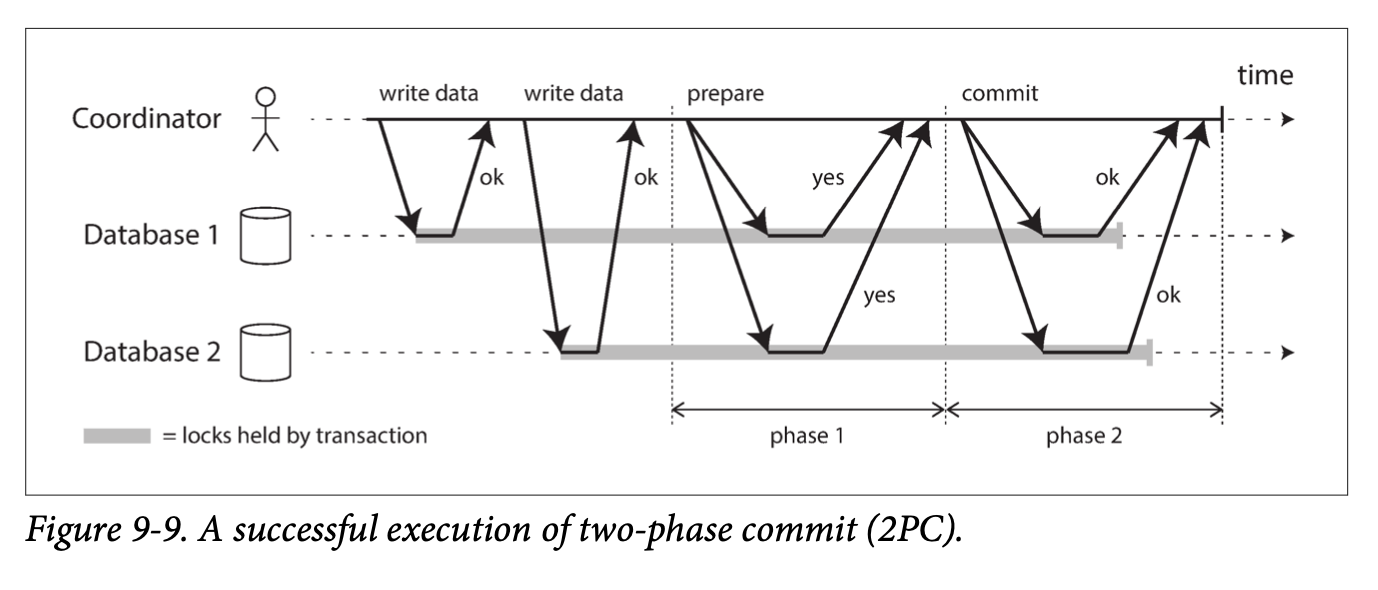 time
write data write data prepare commit
Coordinator
ok ok yes ok
Database 1
yes ok
Database 2
= locks held by transaction
phase 1 phase 2
Figure 9-9. A successful execution of two-phase commit (2PC).